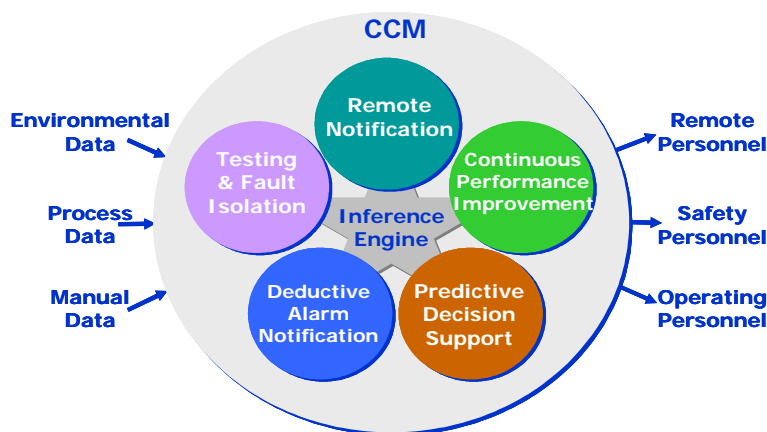 CCM
Environmental
Data
Process
Data
Manual
Data
Remote
Notification
Testing
& Fault
Isolation
Continuous
Performance
Improvement
Inference
Engine
Deductive
Alarm
Notification
Predictive
Decision
Support
Remote
Personnel
Safety
Personnel
Operating
Personnel